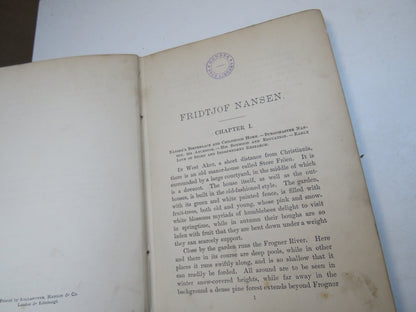 FRIDTJOF NANSEN.
CHAPTER I.
NANSEN'S BIRTHPLACE AND CHILDHOOD HOME.—BURGOMASTER NAN-
SEN, HIS ANCESTOR.—HIS BOYHOOD AND EDUCATION.—EARLY
LOVE OF SPORT AND INDEPENDENT RESEARCH.
IN West Aker, a short distance from Christiania,
there is an old manor-house called Store Fröen. It is
surrounded by a large courtyard, in the middle of which
is a dovecot. The house itself, as well as the out-
houses, is built in the old-fashioned style. The garden,
with its green and white painted fence, is filled with
fruit-trees, both old and young, whose pink and snow-
white blossoms myriads of humblebees delight to visit
in springtime, while in autumn their boughs are so
laden with fruit that they are bent down under a weight
they can scarcely support.
Close by the garden runs the Frogner River. Here
and there in its course are deep pools, while in other
places it runs swiftly along, and is so shallow that it
can readily be forded. All around are to be seen in
winter snow-covered heights, while far away in the
background a dense pine forest extends beyond Frogner
1
Printed by BALLANTYNE, HANSON & CO.
London & Edinburgh